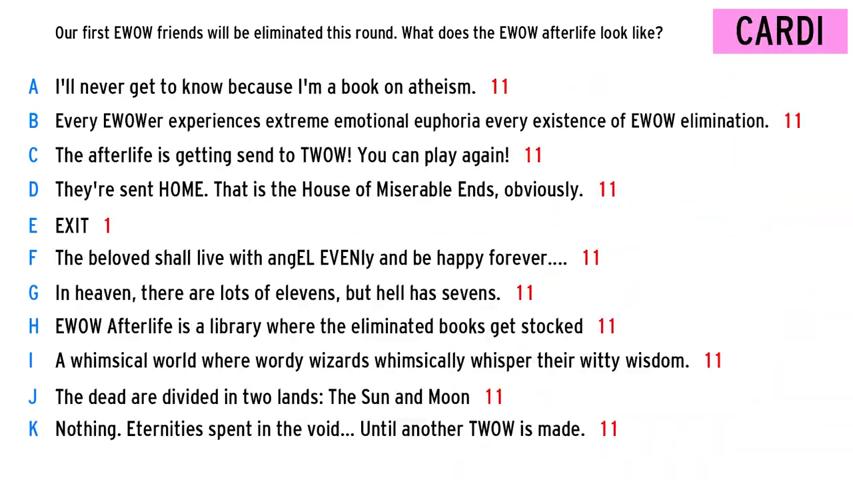 Our first EWOW friends will be eliminated this round. What does the EWOW afterlife look like?
CARDI
A I'll never get to know because I'm a book on atheism. 11
B Every EWOWer experiences extreme emotional euphoria every existence of EWOW elimination. 11
C The afterlife is getting send to TWOW! You can play again! 11
D They're sent HOME. That is the House of Miserable Ends, obviously. 11
E EXIT 1
F The beloved shall live with angEL EVENly and be happy forever.... 11
G In heaven, there are lots of elevens, but hell has sevens. 11
H EWOW Afterlife is a library where the eliminated books get stocked 11
I A whimsical world where wordy wizards whimsically whisper their witty wisdom. 11
J The dead are divided in two lands: The Sun and Moon 11
K Nothing. Eternities spent in the void... Until another TWOW is made. 11